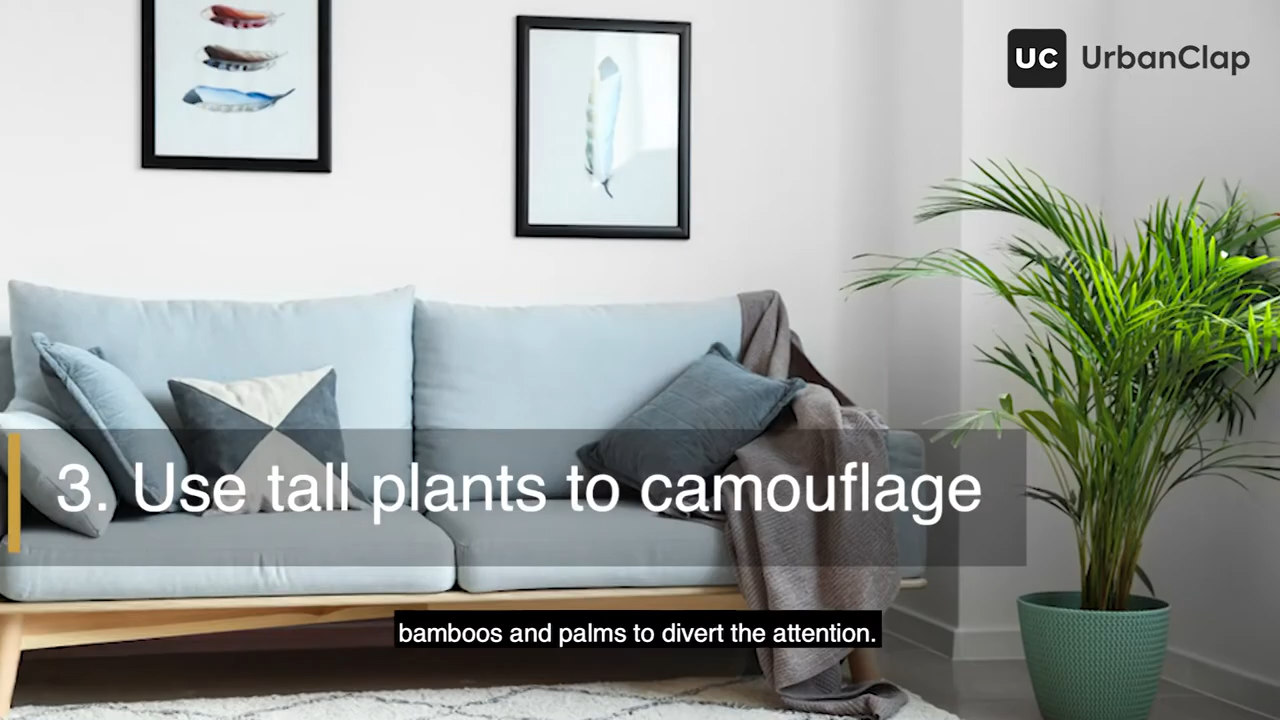 UC UrbanClap
3. Use tall plants to camouflage
bamboos and palms to divert the attention.